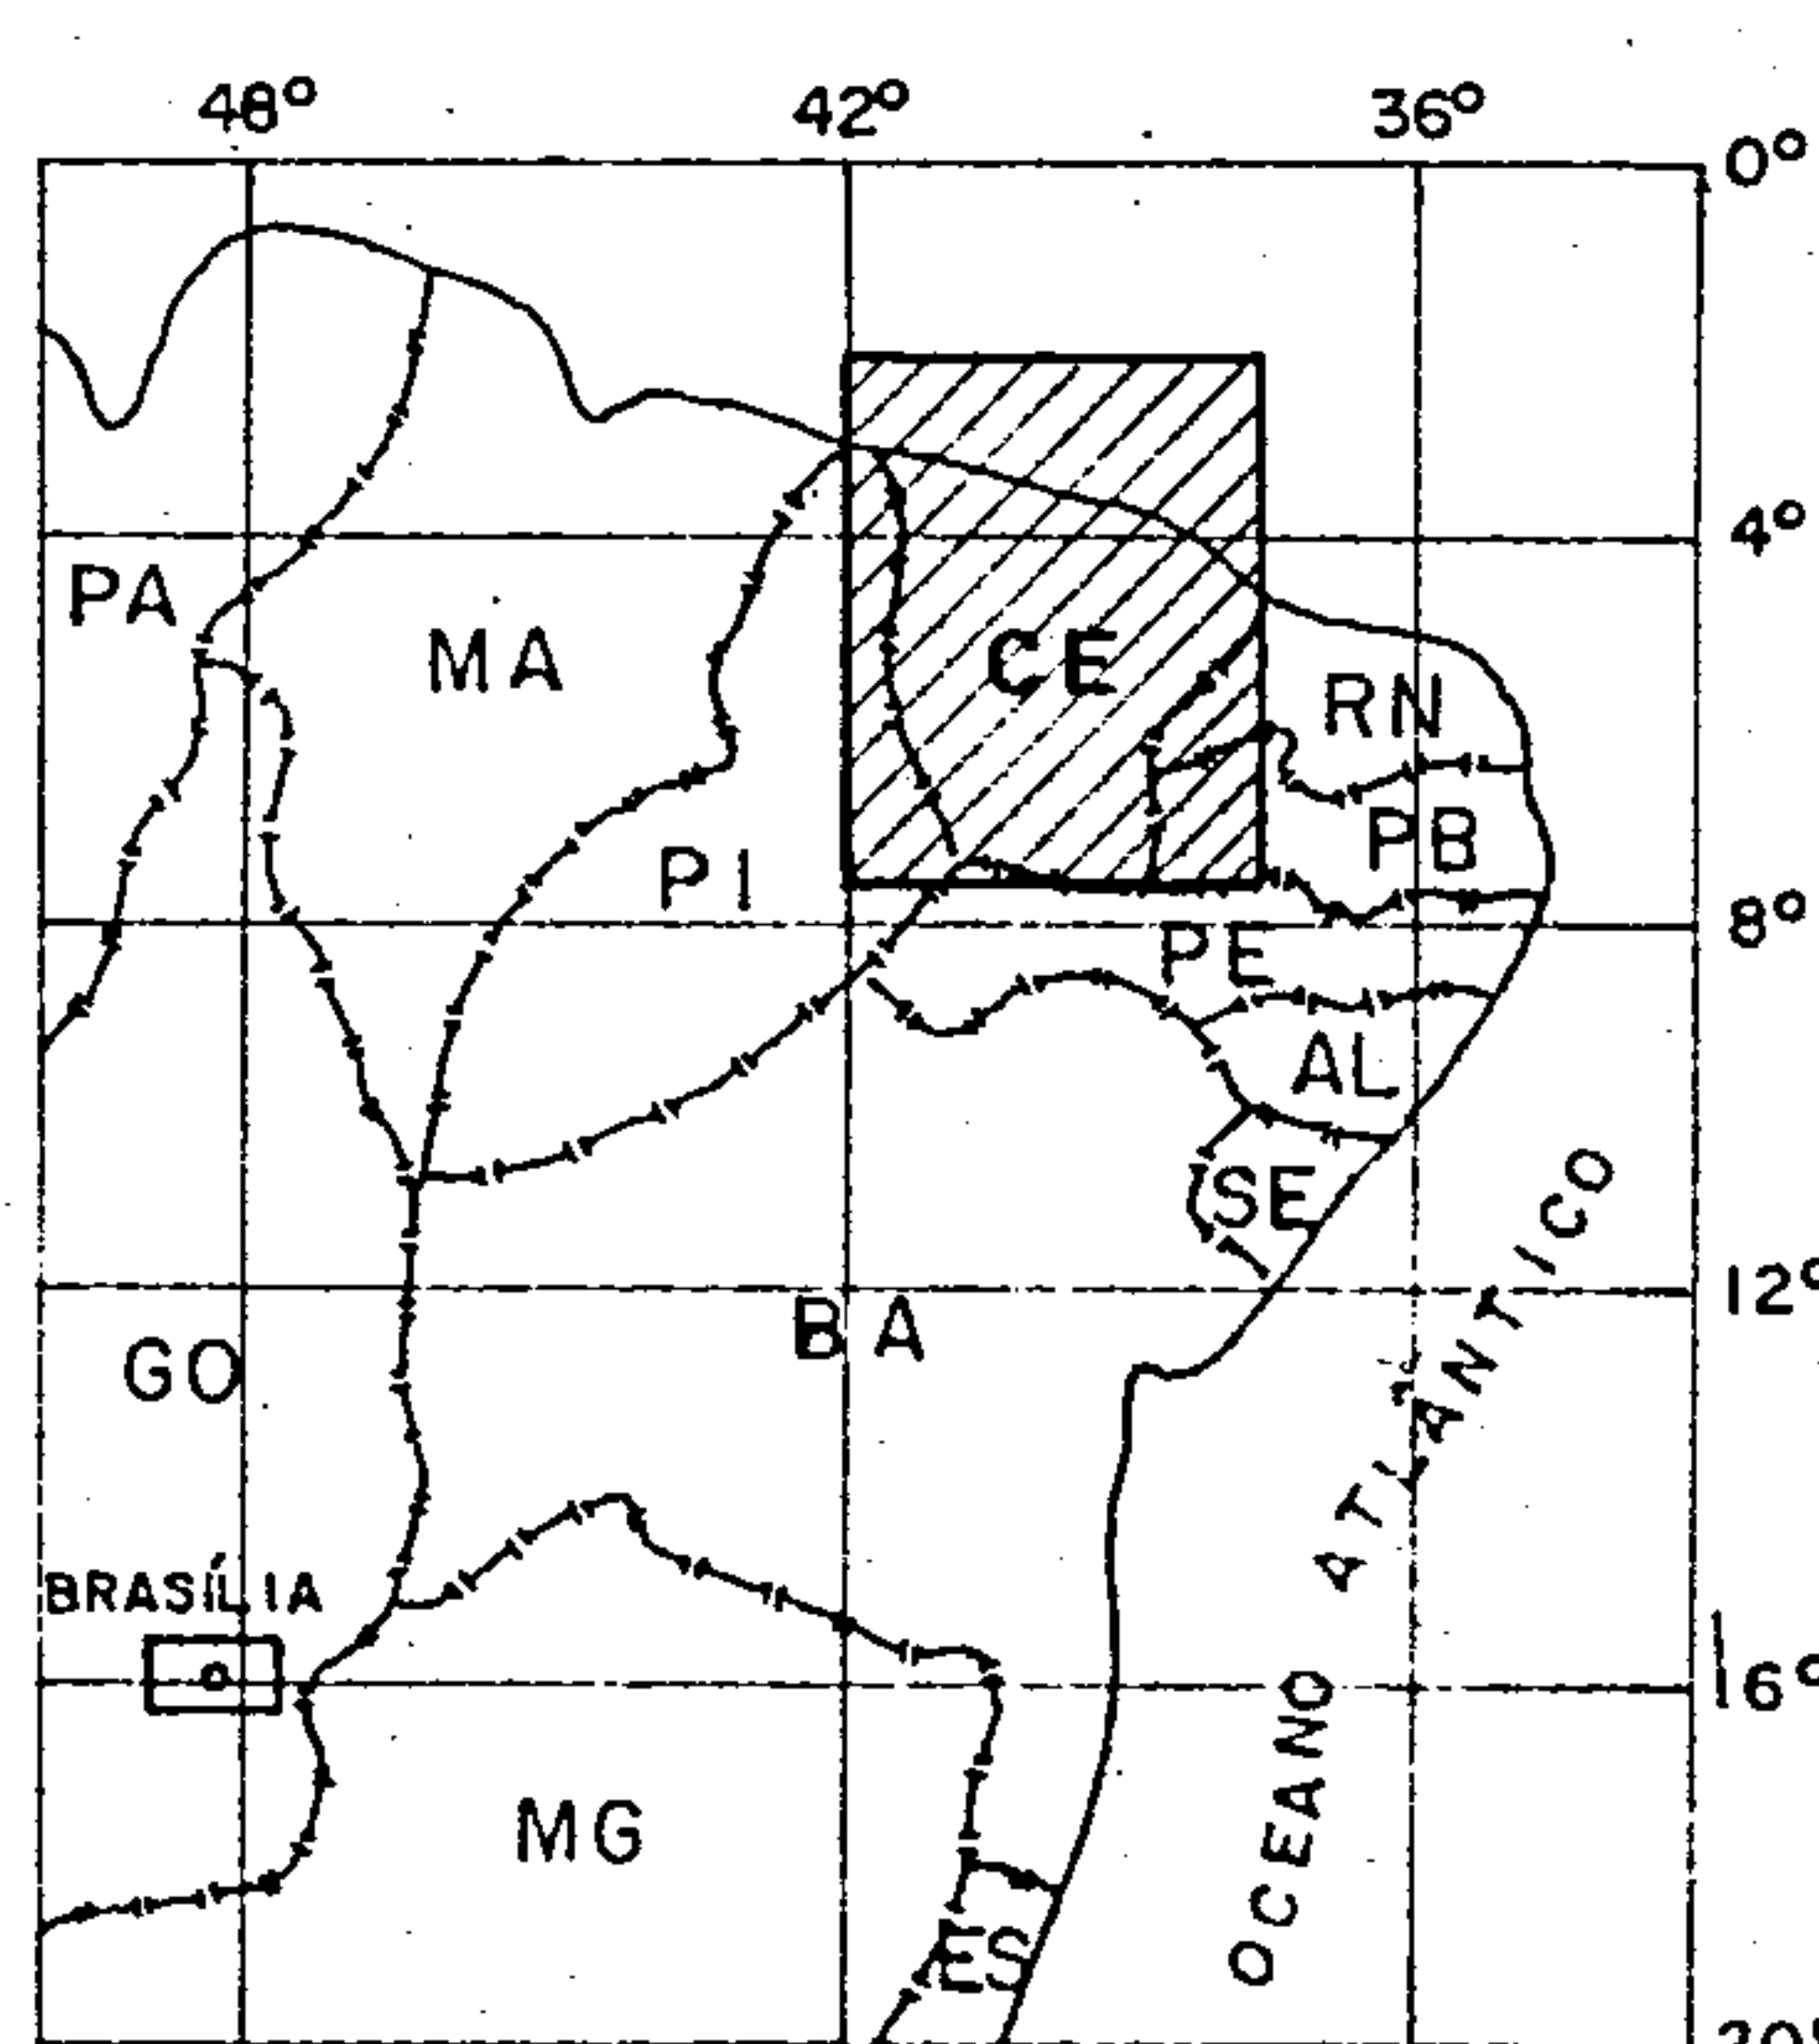 48° 42° 36°
0°
4°
PA
MA
CE
RN
PB
PI
8°
PE
AL
SE
12°
BA
GO
BRASÍLIA
16°
MG
ES
OCEANO ATLANTICO